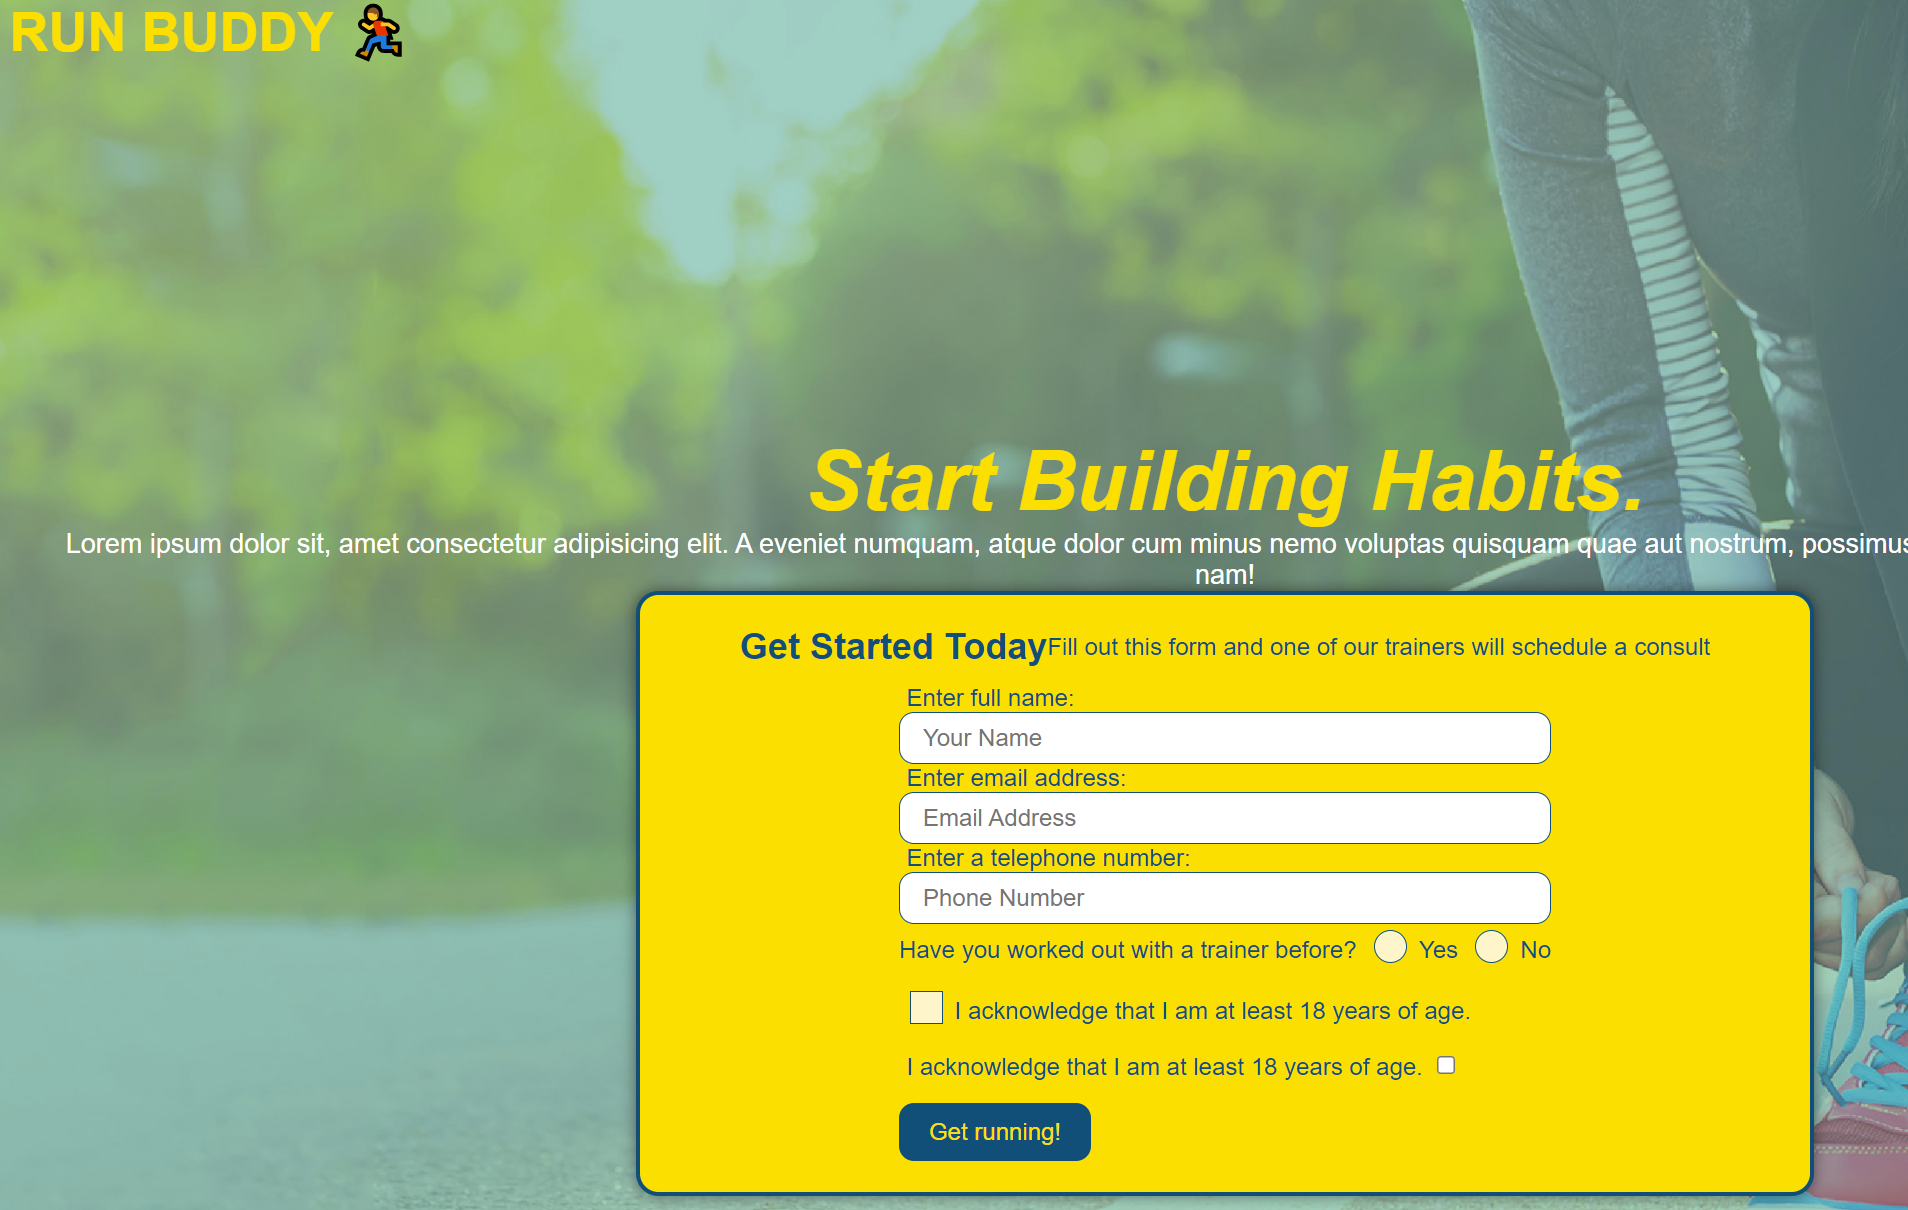 RUN BUDDY
Start Building Habits.
Lorem ipsum dolor sit, amet consectetur adipisicing elit. A eveniet numquam, atque dolor cum minus nemo voluptas quisquam quae aut nostrum, possimus
nam!
Get Started Today Fill out this form and one of our trainers will schedule a consult
Enter full name:
Your Name
Enter email address:
Email Address
Enter a telephone number:
Phone Number
Have you worked out with a trainer before? Yes No
I acknowledge that I am at least 18 years of age.
I acknowledge that I am at least 18 years of age.
Get running!